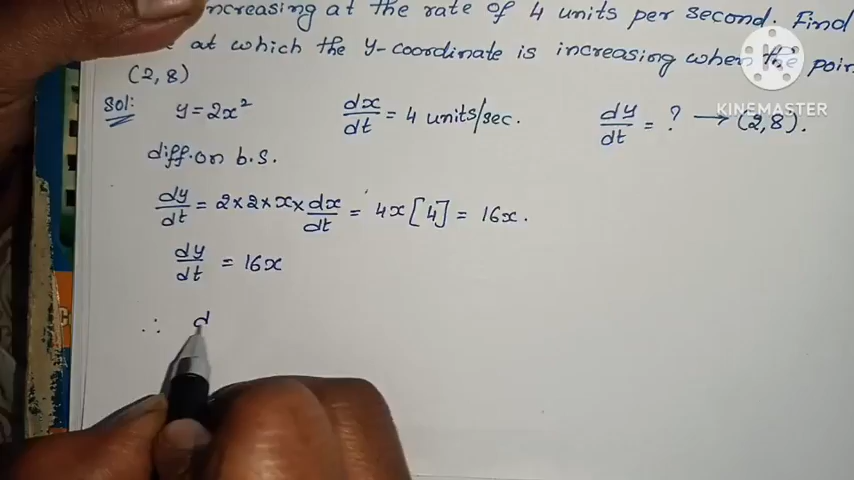 ncreasing at the rate of 4 units per second. Find
at which the y-coordinate is increasing when the poin
(2,8)
Sol: y = 2x² dx/dt = 4 units/sec. dy/dt = ? → (2,8).
KINEMASTER
diff. on b.s.
dy/dt = 2×2×x×dx/dt = 4x[4] = 16x.
dy/dt = 16x
∴ d